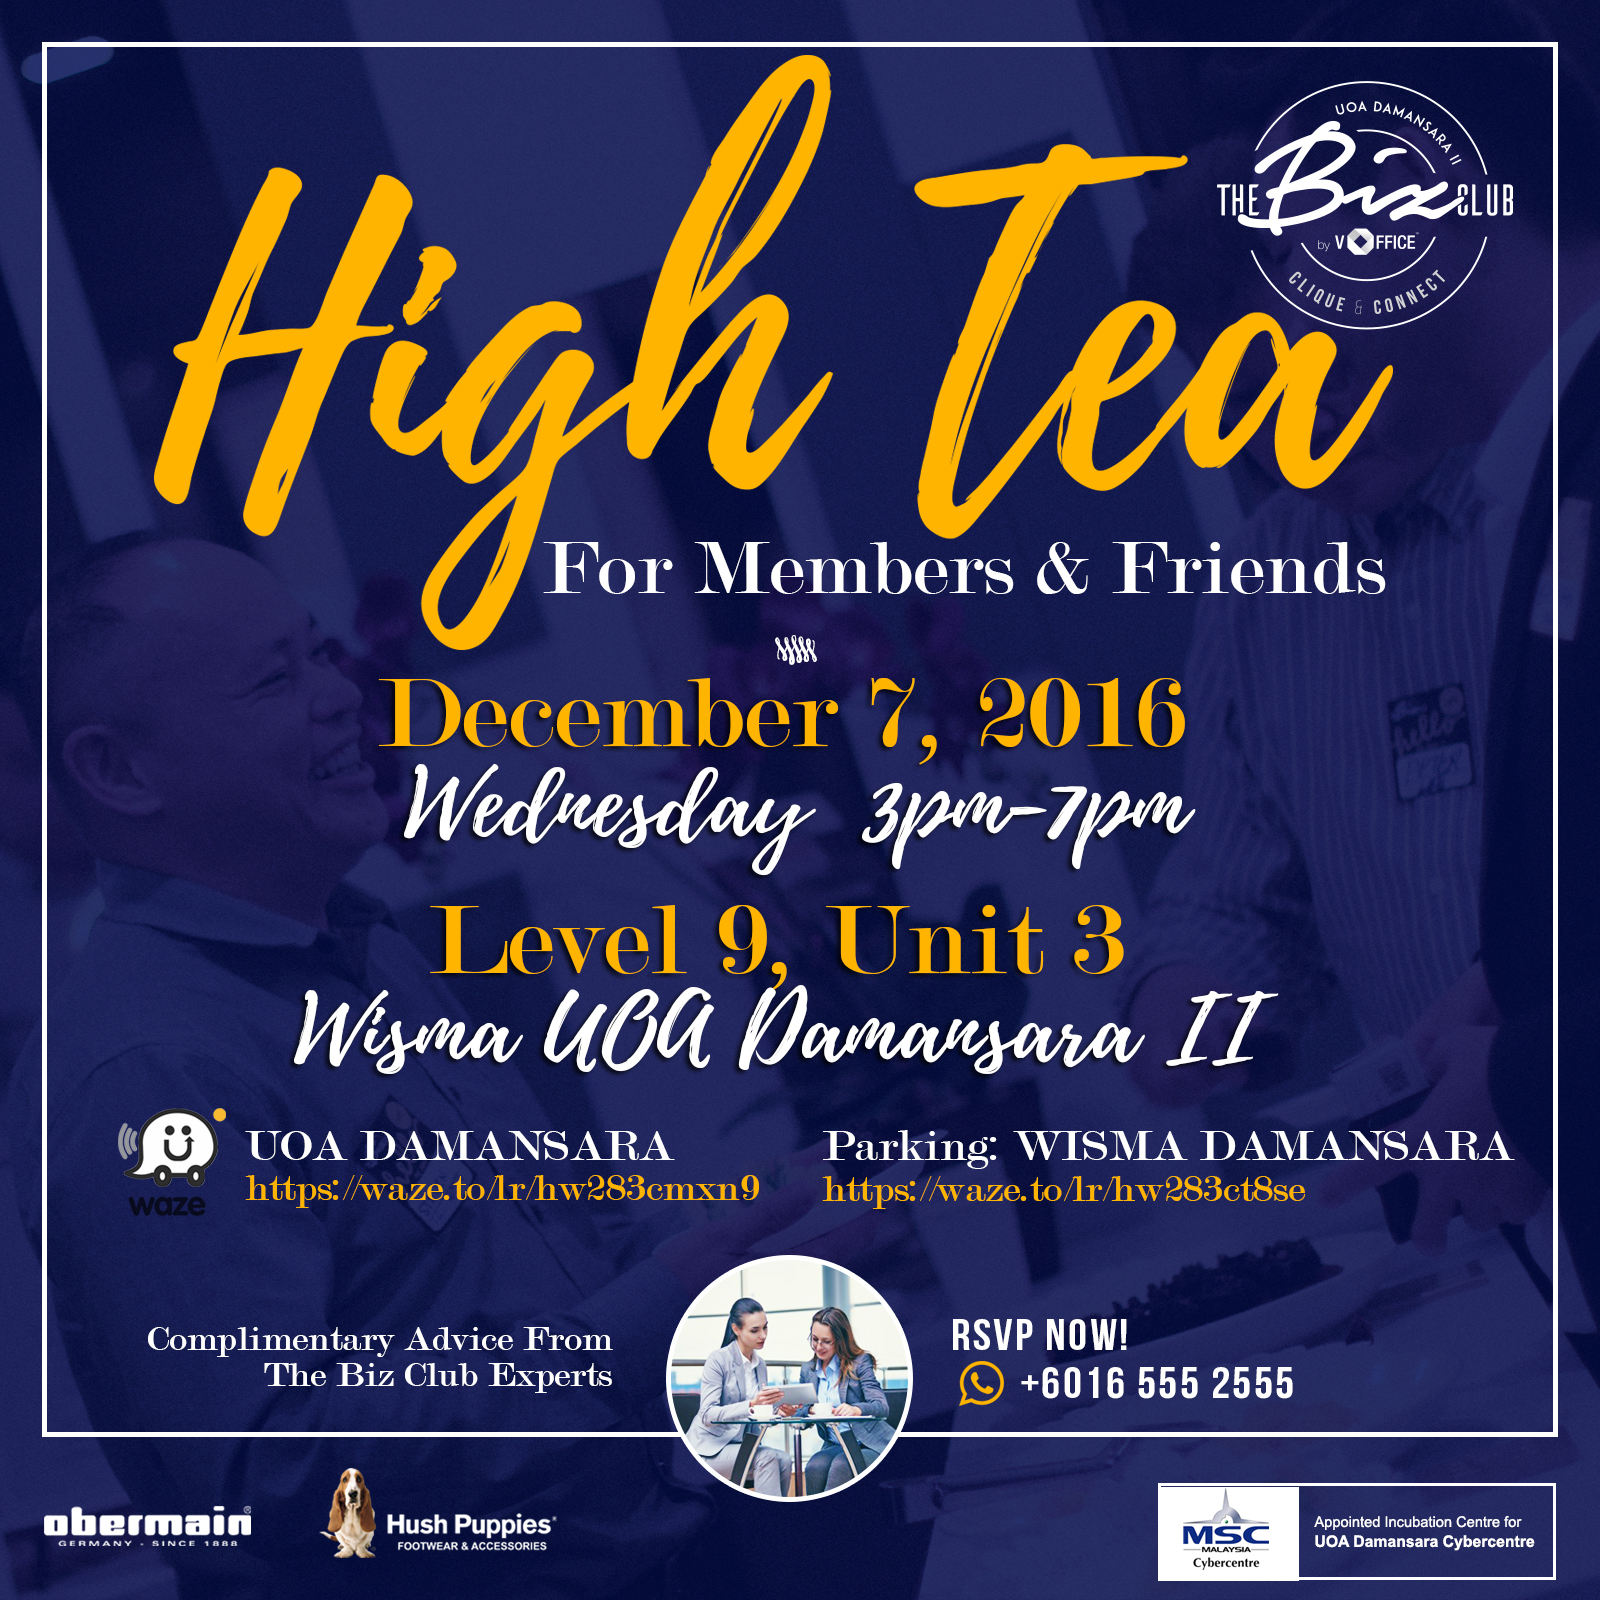 UOA DAMANSARA II
THE Biz CLUB
by VOFFICE™
CLIQUE & CONNECT
High Tea
For Members & Friends
December 7, 2016
Wednesday 3pm-7pm
Level 9, Unit 3
Wisma UOA Damansara II
waze
UOA DAMANSARA
https://waze.to/lr/hw283cmxn9
Parking: WISMA DAMANSARA
https://waze.to/lr/hw283ct8se
Complimentary Advice From
The Biz Club Experts
RSVP NOW!
+6016 555 2555
obermain®
GERMANY - SINCE 1888
Hush Puppies®
FOOTWEAR & ACCESSORIES
MSC
MALAYSIA
Cybercentre
Appointed Incubation Centre for
UOA Damansara Cybercentre
hello